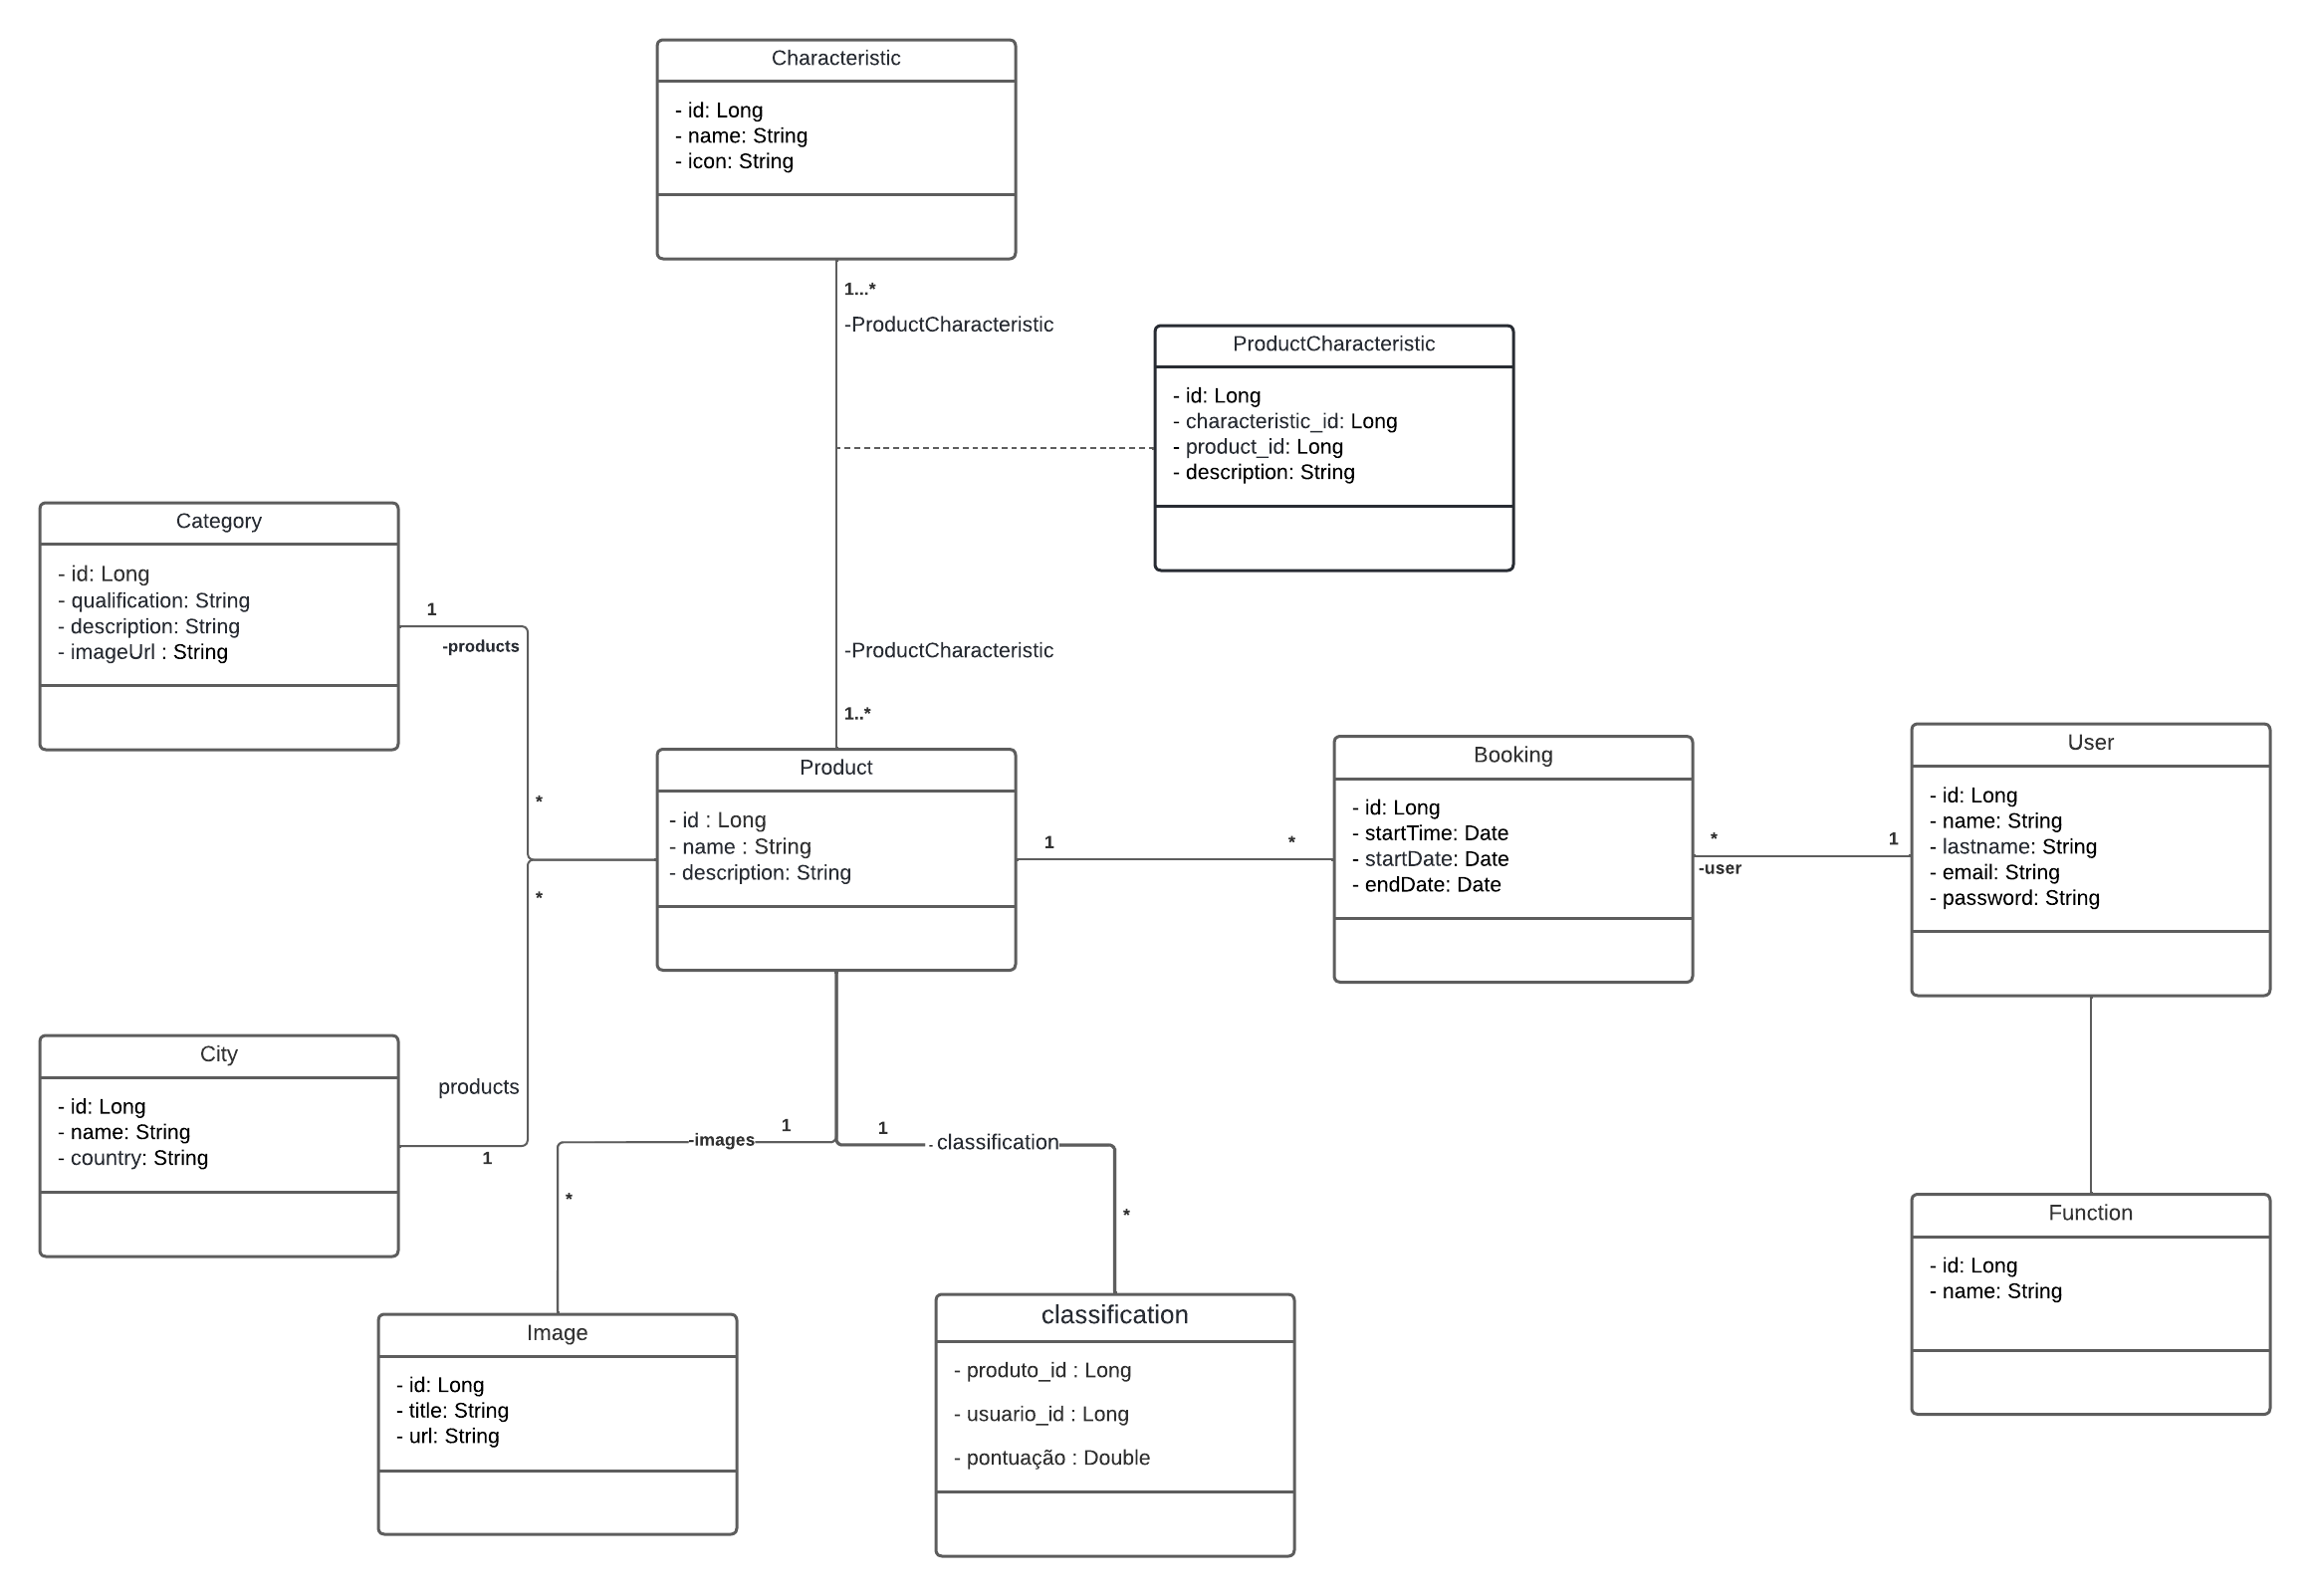 Characteristic
- id: Long
- name: String
- icon: String
1...*
-ProductCharacteristic
ProductCharacteristic
- id: Long
- characteristic_id: Long
- product_id: Long
- description: String
Category
- id: Long
- qualification: String
- description: String
- imageUrl : String
1
-products
*
-ProductCharacteristic
1..*
Product
- id : Long
- name : String
- description: String
1
*
Booking
- id: Long
- startTime: Date
- startDate: Date
- endDate: Date
*
-user
1
User
- id: Long
- name: String
- lastname: String
- email: String
- password: String
*
City
- id: Long
- name: String
- country: String
products
1
1
-images
*
1
- classification
*
Function
- id: Long
- name: String
Image
- id: Long
- title: String
- url: String
classification
- produto_id : Long
- usuario_id : Long
- pontuação : Double